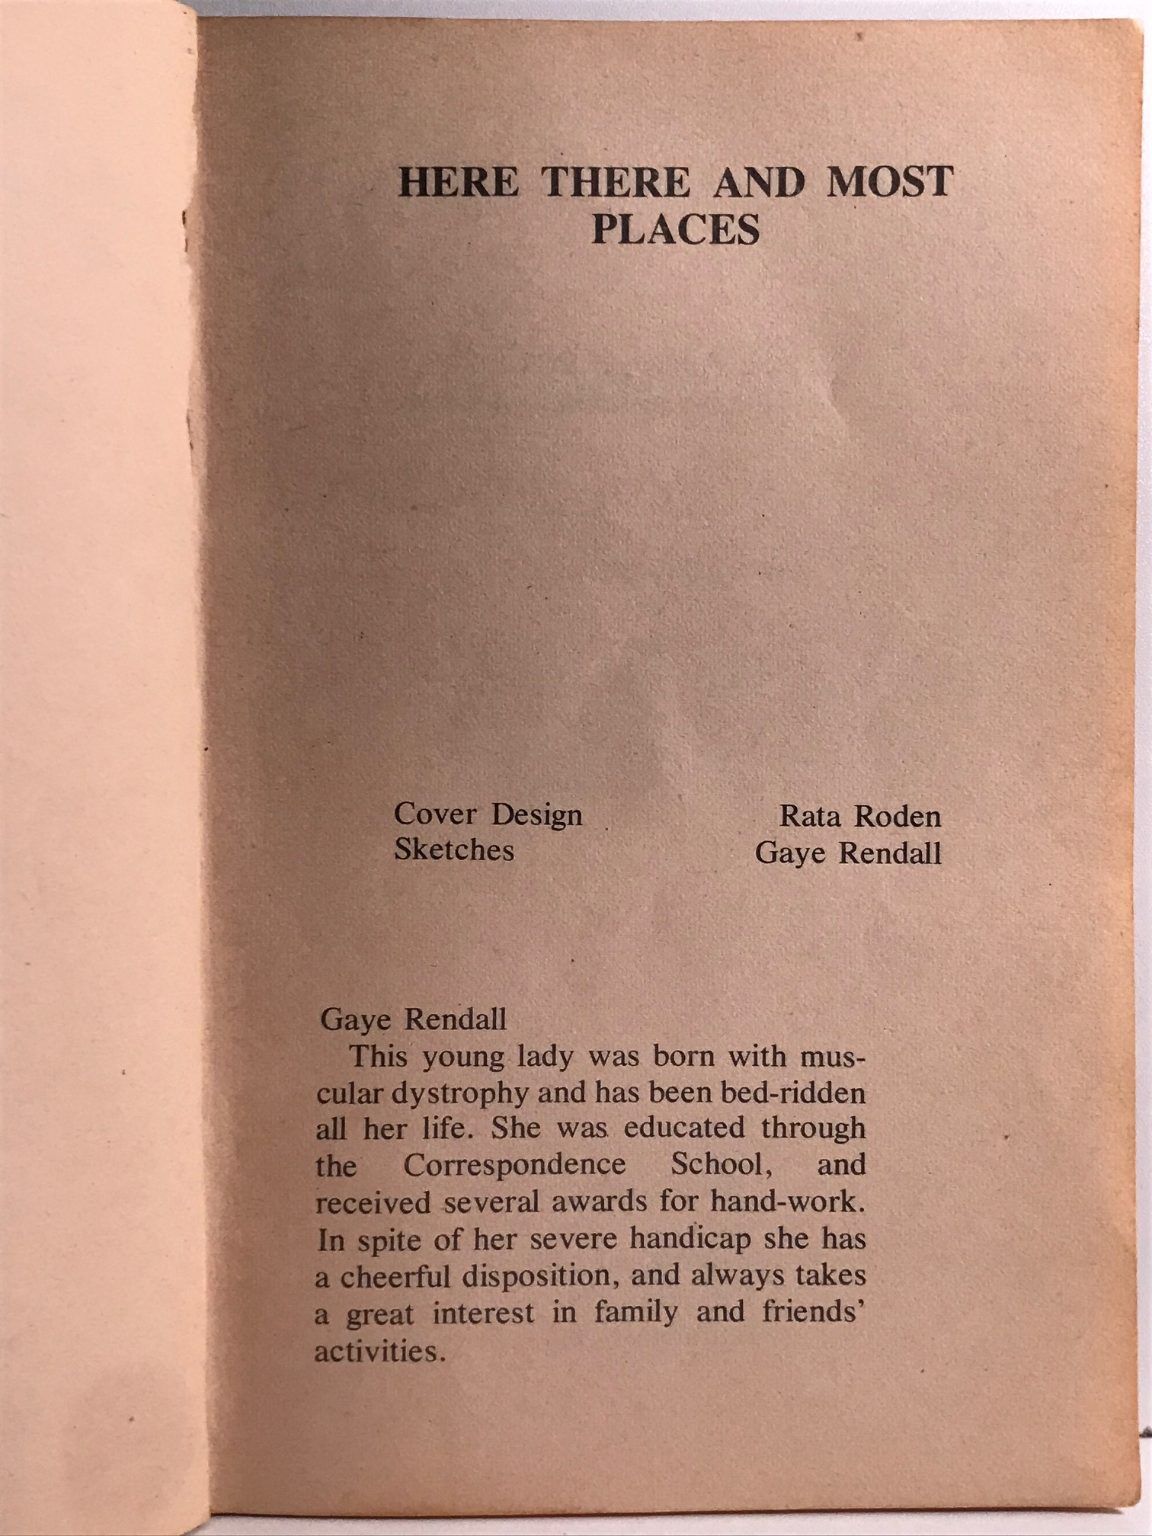 HERE THERE AND MOST
PLACES
Cover Design Rata Roden
Sketches Gaye Rendall
Gaye Rendall
This young lady was born with mus-
cular dystrophy and has been bed-ridden
all her life. She was educated through
the Correspondence School, and
received several awards for hand-work.
In spite of her severe handicap she has
a cheerful disposition, and always takes
a great interest in family and friends’
activities.